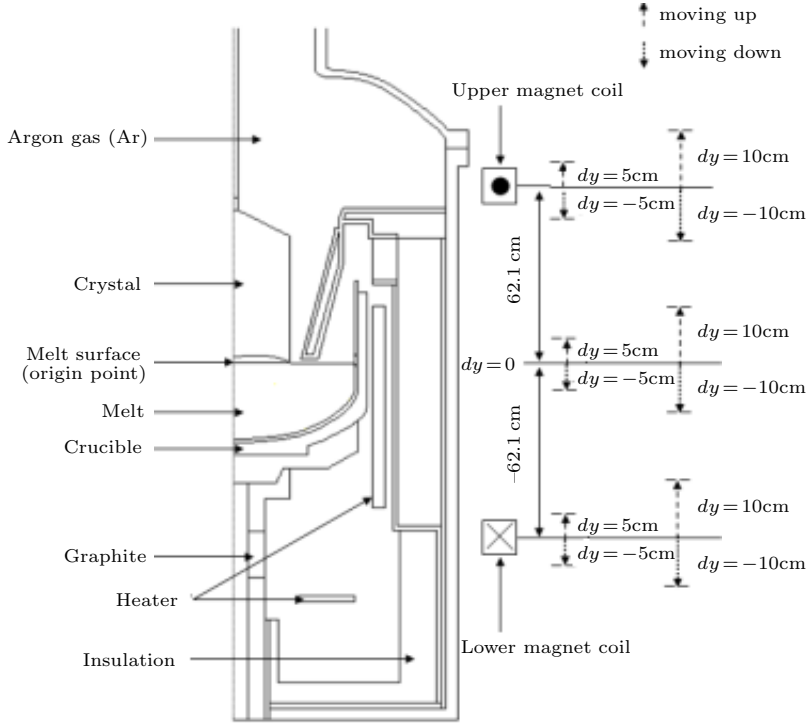 moving up
moving down
Upper magnet coil
Argon gas (Ar)
dy = 10cm
dy = 5cm
dy = −5cm
dy = −10cm
62.1 cm
Crystal
dy = 10cm
Melt surface
(origin point)
dy = 0
dy = 5cm
dy = −5cm
dy = −10cm
Melt
Crucible
−62.1 cm
dy = 10cm
dy = 5cm
dy = −5cm
dy = −10cm
Graphite
Heater
Lower magnet coil
Insulation